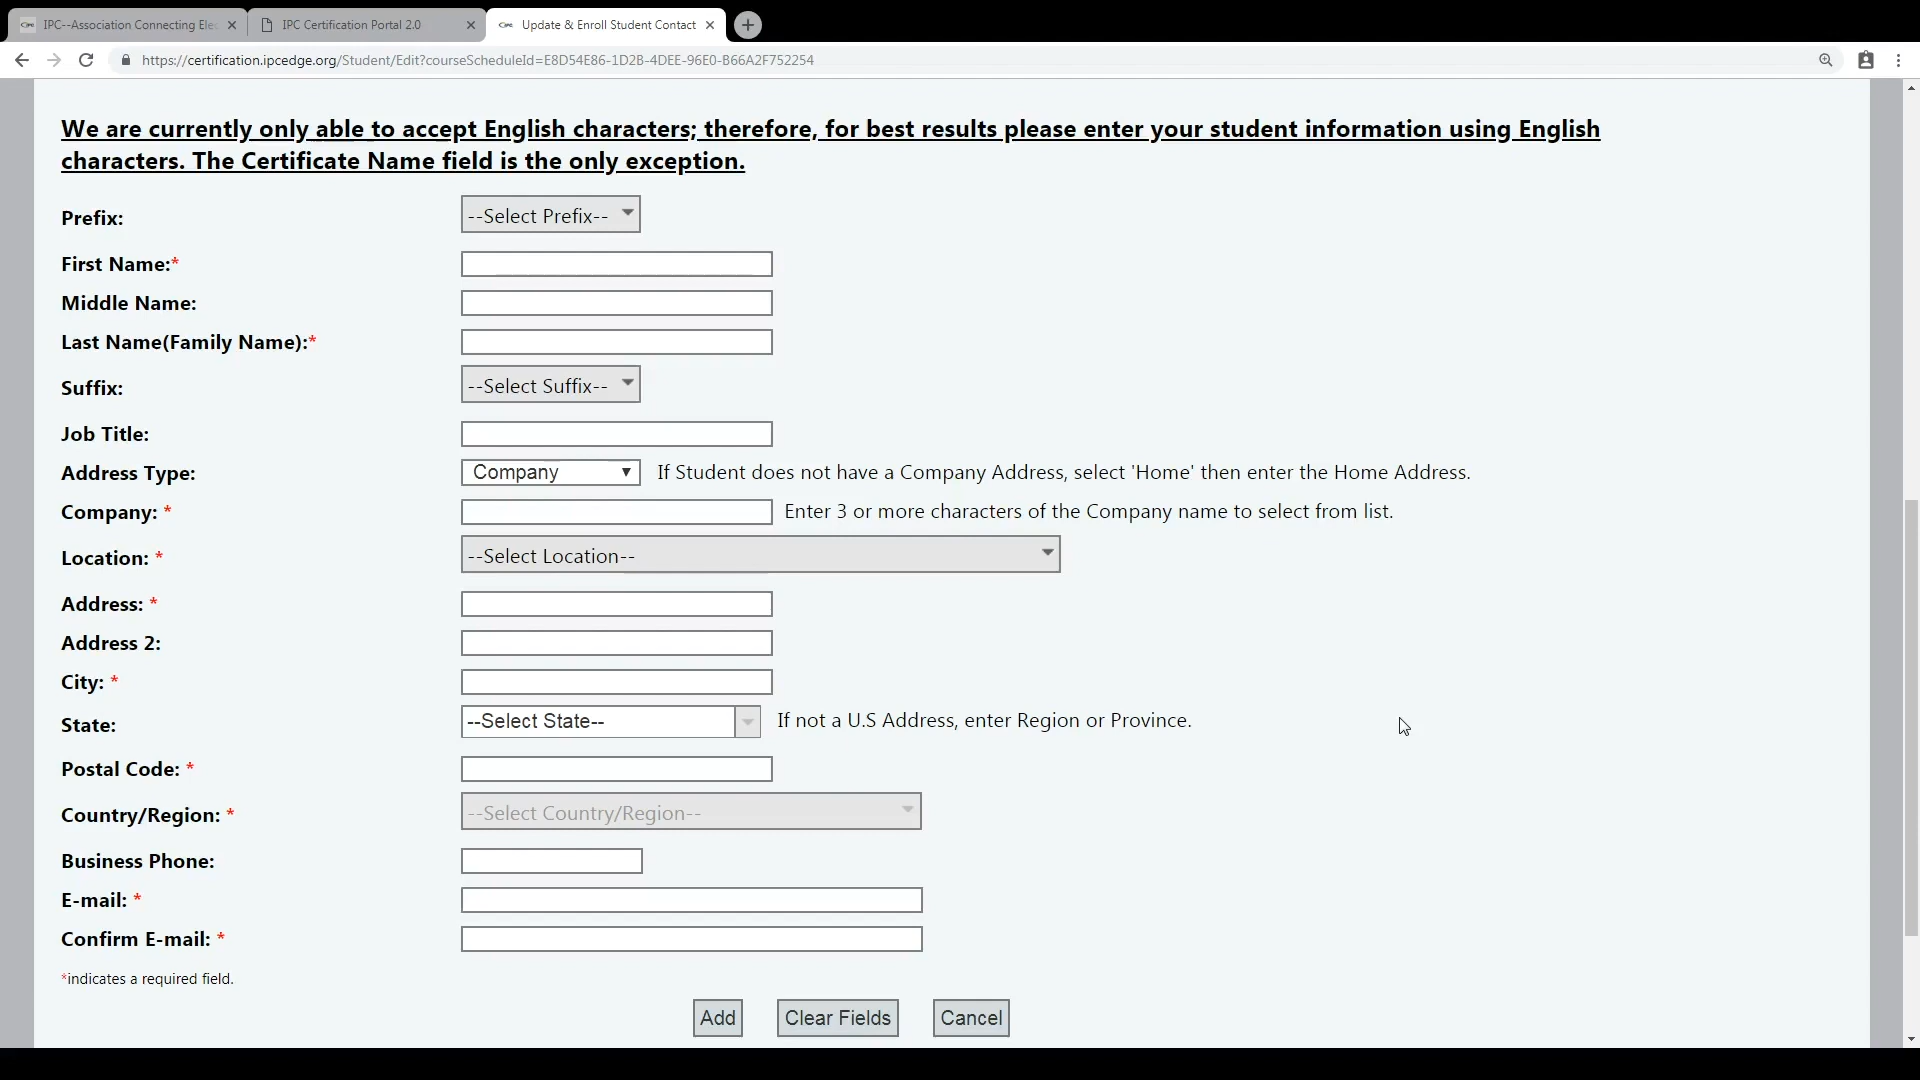 IPC--Association Connecting Elec
IPC Certification Portal 2.0
Update & Enroll Student Contact
https://certification.ipcedge.org/Student/Edit?courseScheduleId=E8D54E86-1D2B-4DEE-96E0-B66A2F752254
We are currently only able to accept English characters; therefore, for best results please enter your student information using English
characters. The Certificate Name field is the only exception.
Prefix: --Select Prefix--
First Name:*
Middle Name:
Last Name(Family Name):*
Suffix: --Select Suffix--
Job Title:
Address Type: Company If Student does not have a Company Address, select 'Home' then enter the Home Address.
Company: * Enter 3 or more characters of the Company name to select from list.
Location: * --Select Location--
Address: *
Address 2:
City: *
State: --Select State-- If not a U.S Address, enter Region or Province.
Postal Code: *
Country/Region: * --Select Country/Region--
Business Phone:
E-mail: *
Confirm E-mail: *
*indicates a required field.
Add Clear Fields Cancel